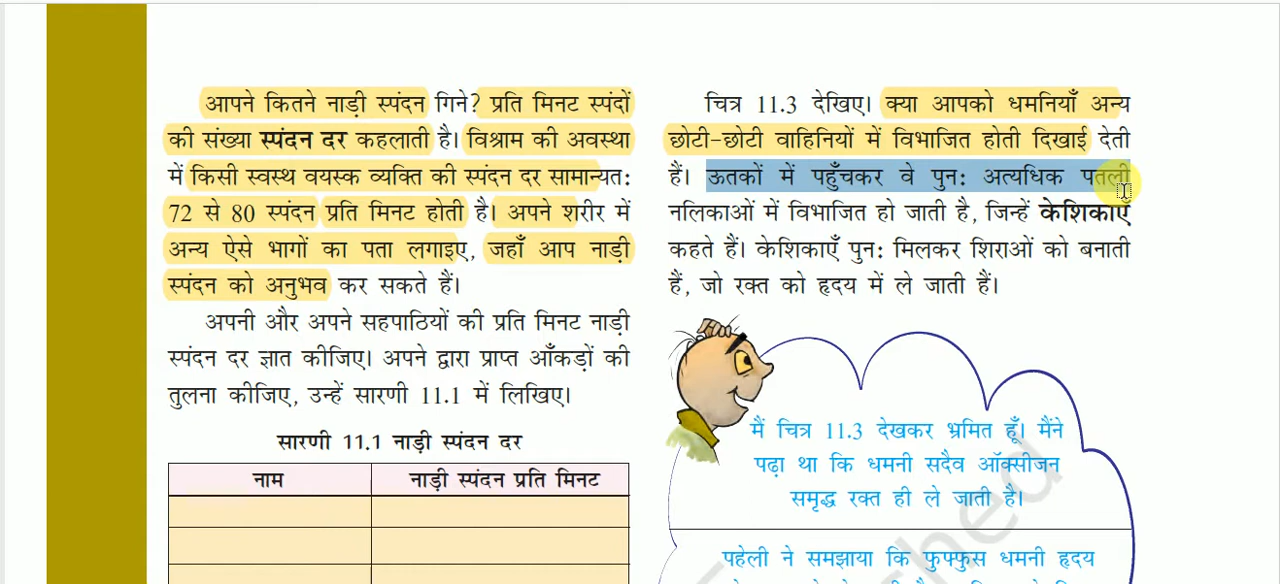 आपने कितने नाड़ी स्पंदन गिने? प्रति मिनट स्पंदों
की संख्या स्पंदन दर कहलाती है। विश्राम की अवस्था
में किसी स्वस्थ वयस्क व्यक्ति की स्पंदन दर सामान्यत:
72 से 80 स्पंदन प्रति मिनट होती है। अपने शरीर में
अन्य ऐसे भागों का पता लगाइए, जहाँ आप नाड़ी
स्पंदन को अनुभव कर सकते हैं।
अपनी और अपने सहपाठियों की प्रति मिनट नाड़ी
स्पंदन दर ज्ञात कीजिए। अपने द्वारा प्राप्त आँकड़ों की
तुलना कीजिए, उन्हें सारणी 11.1 में लिखिए।
सारणी 11.1 नाड़ी स्पंदन दर
नाम
नाड़ी स्पंदन प्रति मिनट
चित्र 11.3 देखिए। क्या आपको धमनियाँ अन्य
छोटी-छोटी वाहिनियों में विभाजित होती दिखाई देती
हैं। ऊतकों में पहुँचकर वे पुन: अत्यधिक पतली
नलिकाओं में विभाजित हो जाती है, जिन्हें केशिकाएँ
कहते हैं। केशिकाएँ पुन: मिलकर शिराओं को बनाती
हैं, जो रक्त को हृदय में ले जाती हैं।
मैं चित्र 11.3 देखकर भ्रमित हूँ। मैंने
पढ़ा था कि धमनी सदैव ऑक्सीजन
समृद्ध रक्त ही ले जाती है।
पहेली ने समझाया कि फुफ्फुस धमनी हृदय